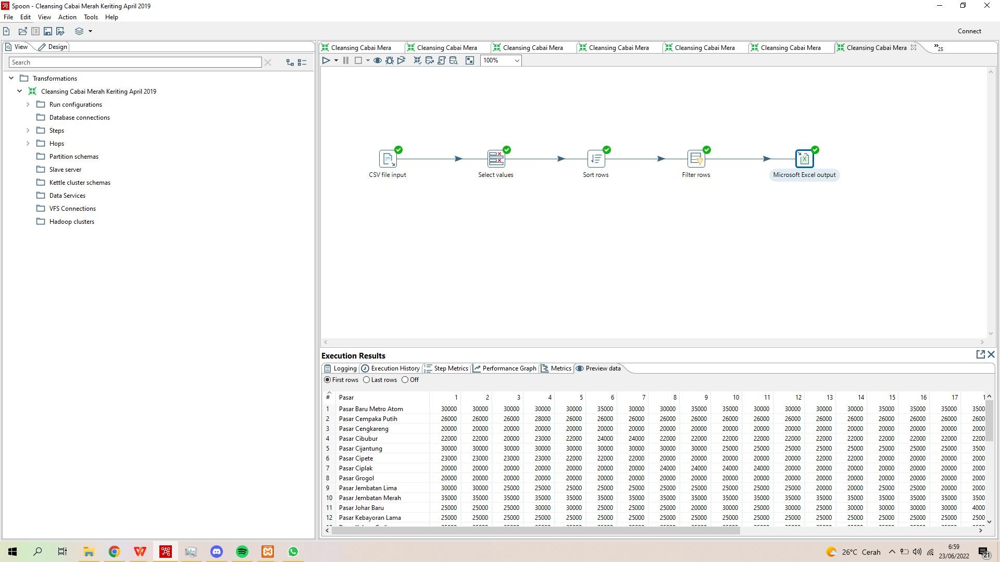 Spoon - Cleansing Cabai Merah Keriting April 2019
File Edit View Action Tools Help
Connect
View Design
Search
Transformations
Cleansing Cabai Merah Keriting April 2019
Run configurations
Database connections
Steps
Hops
Partition schemas
Slave server
Kettle cluster schemas
Data Services
VFS Connections
Hadoop clusters
Cleansing Cabai Mera Cleansing Cabai Mera Cleansing Cabai Mera Cleansing Cabai Mera Cleansing Cabai Mera Cleansing Cabai Mera Cleansing Cabai Mera »25
100%
CSV file input Select values Sort rows Filter rows Microsoft Excel output
Execution Results
Logging Execution History Step Metrics Performance Graph Metrics Preview data
First rows Last rows Off
# Pasar 1 2 3 4 5 6 7 8 9 10 11 12 13 14 15 16 17 1
1 Pasar Baru Metro Atom 30000 30000 30000 30000 30000 35000 30000 30000 35000 35000 30000 30000 30000 30000 35000 35000 35000 3500
2 Pasar Cempaka Putih 26000 26000 26000 28000 26000 26000 26000 26000 26000 26000 26000 26000 26000 26000 26000 26000 26000 2600
3 Pasar Cengkareng 20000 20000 20000 20000 20000 20000 20000 20000 20000 20000 20000 20000 20000 20000 20000 20000 20000 2000
4 Pasar Cibubur 22000 22000 20000 23000 22000 24000 24000 22000 22000 22000 22000 22000 22000 22000 22000 22000 22000 2200
5 Pasar Cijantung 30000 30000 30000 30000 30000 30000 30000 30000 30000 25000 25000 25000 25000 25000 25000 25000 25000 3500
6 Pasar Cipete 23000 23000 23000 23000 22000 22000 22000 20000 20000 20000 20000 20000 22000 22000 20000 20000 20000 2000
7 Pasar Ciplak 20000 20000 20000 20000 20000 20000 20000 24000 24000 24000 24000 20000 20000 20000 20000 20000 20000 2000
8 Pasar Grogol 20000 20000 20000 20000 20000 20000 20000 20000 20000 20000 20000 20000 20000 20000 20000 20000 20000 2000
9 Pasar Jembatan Lima 30000 30000 25000 25000 25000 25000 25000 25000 25000 25000 25000 25000 20000 20000 25000 25000 20000 2000
10 Pasar Jembatan Merah 35000 35000 35000 35000 35000 35000 35000 35000 35000 35000 35000 35000 35000 35000 35000 35000 35000 3500
11 Pasar Johar Baru 25000 25000 25000 30000 30000 25000 25000 25000 20000 30000 25000 30000 25000 30000 30000 30000 30000 4000
12 Pasar Kebayoran Lama 25000 25000 25000 25000 25000 25000 25000 25000 25000 25000 25000 25000 25000 25000 25000 25000 25000 2500
26°C Cerah
6:59
23/06/2022
21